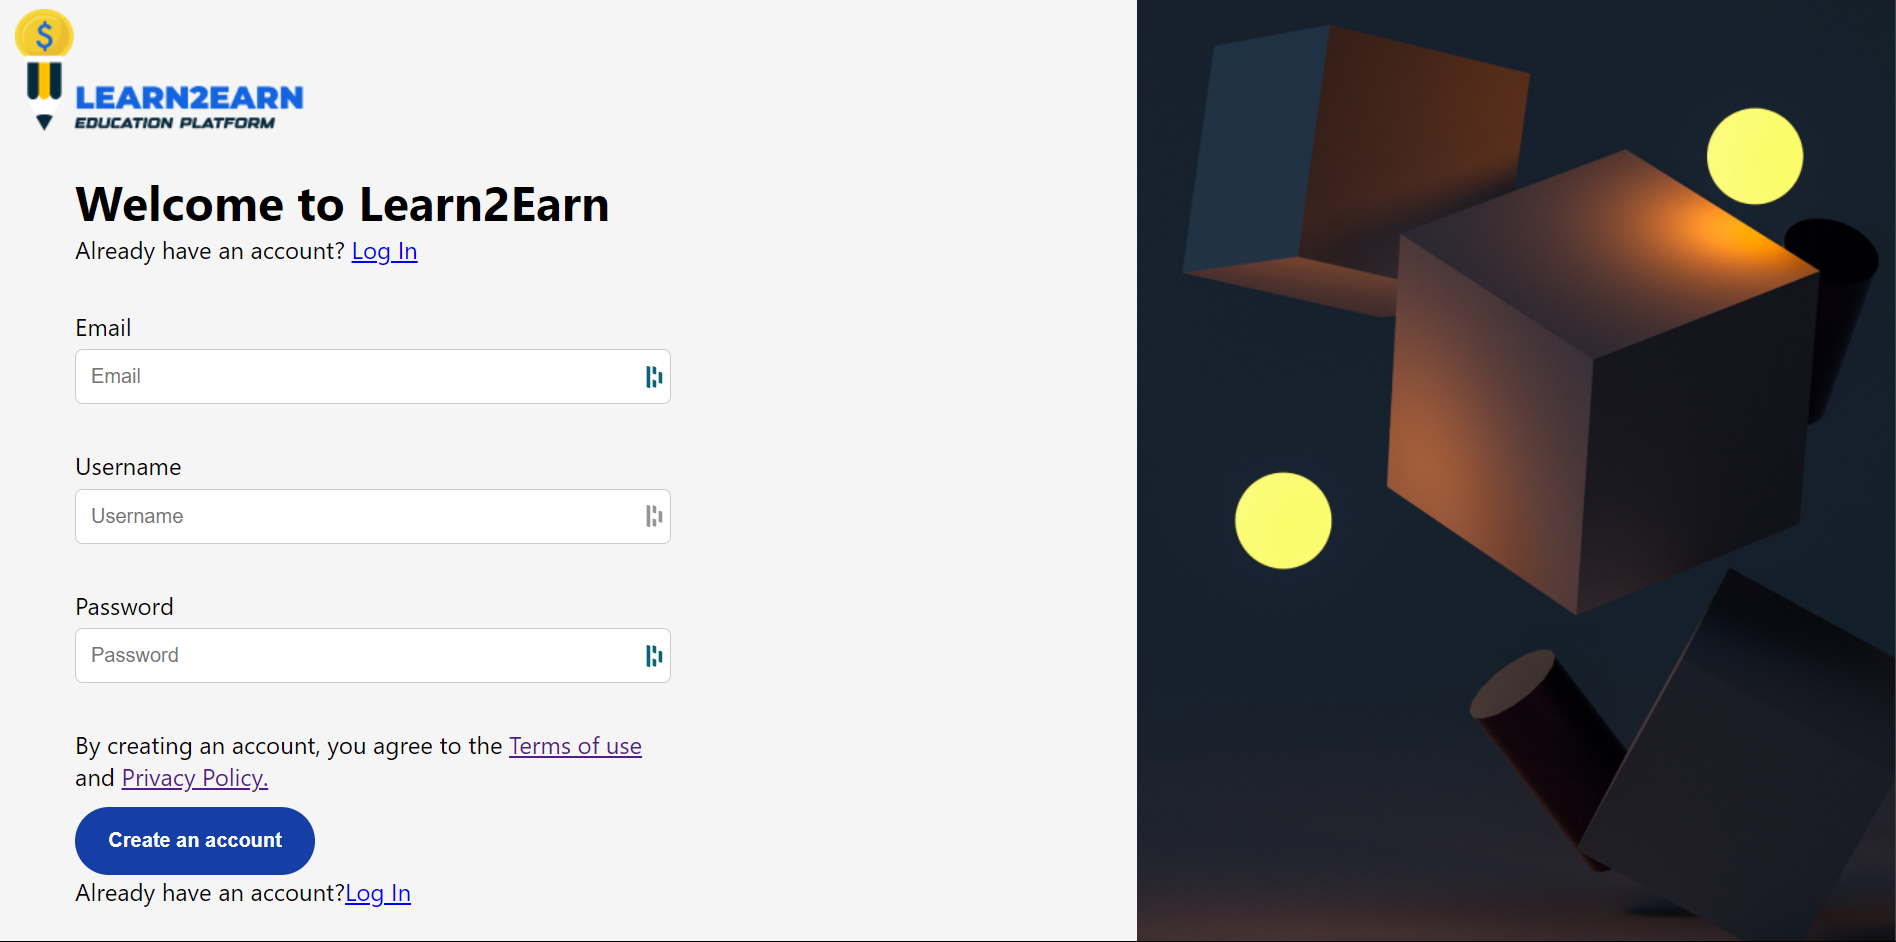 $
LEARN2EARN
EDUCATION PLATFORM
Welcome to Learn2Earn
Already have an account? Log In
Email
Email
Username
Username
Password
Password
By creating an account, you agree to the Terms of use
and Privacy Policy.
Create an account
Already have an account?Log In